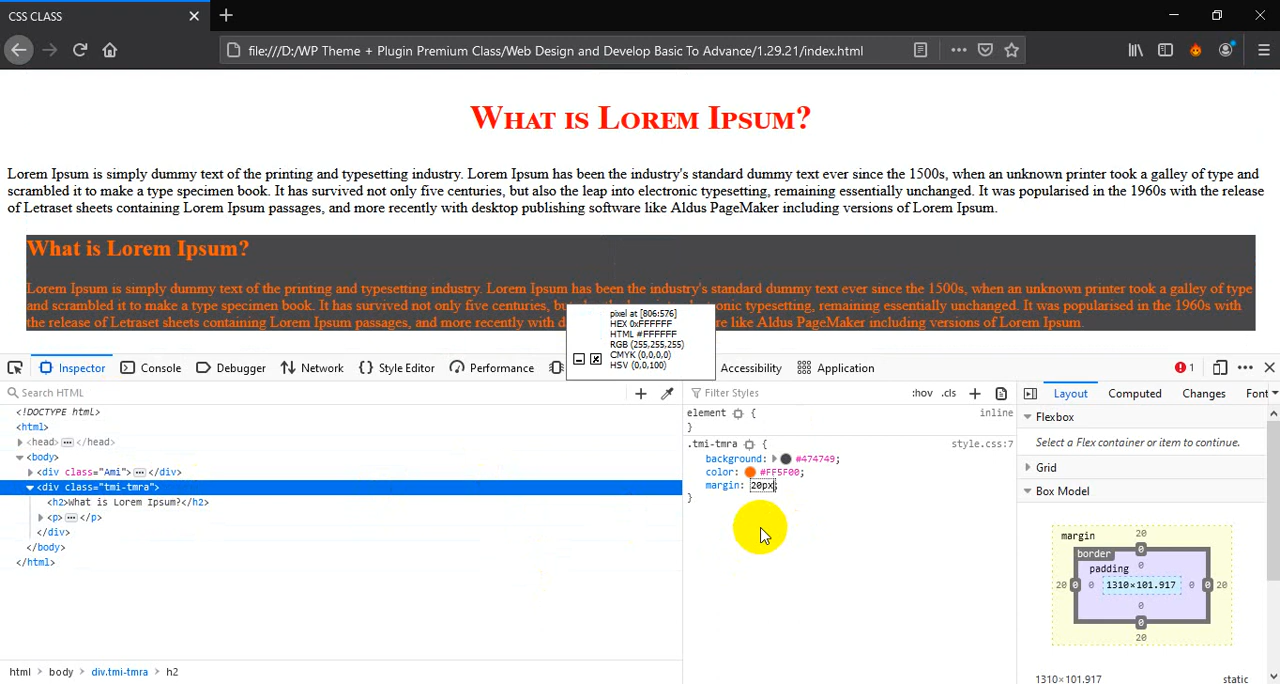 CSS CLASS
file:///D:/WP Theme + Plugin Premium Class/Web Design and Develop Basic To Advance/1.29.21/index.html
What is Lorem Ipsum?
Lorem Ipsum is simply dummy text of the printing and typesetting industry. Lorem Ipsum has been the industry's standard dummy text ever since the 1500s, when an unknown printer took a galley of type and
scrambled it to make a type specimen book. It has survived not only five centuries, but also the leap into electronic typesetting, remaining essentially unchanged. It was popularised in the 1960s with the release
of Letraset sheets containing Lorem Ipsum passages, and more recently with desktop publishing software like Aldus PageMaker including versions of Lorem Ipsum.
What is Lorem Ipsum?
Lorem Ipsum is simply dummy text of the printing and typesetting industry. Lorem Ipsum has been the industry's standard dummy text ever since the 1500s, when an unknown
printer took a galley of type and scrambled it to make a type specimen book. It has survived not only five centuries, 
tronic typesetting, remaining essentially unchanged. It was popularised in the 1960s with
the release of Letraset sheets containing Lorem Ipsum passages, and more recently with d
re like Aldus PageMaker including versions of Lorem Ipsum.
pixel at [806:576]
HEX 0xFFFFFF
HTML #FFFFFF
RGB (255,255,255)
CMYK (0,0,0,0)
HSV (0,0,100)
Inspector Console Debugger Network {} Style Editor Performance Accessibility Application 1
Search HTML
Filter Styles :hov .cls
Layout Computed Changes Font
<!DOCTYPE html>
<html>
<head> ••• </head>
<body>
<div class="Ami"> ••• </div>
<div class="tmi-tmra">
<h2>What is Lorem Ipsum?</h2>
<p> ••• </p>
</div>
</body>
</html>
element {
inline
}
.tmi-tmra {
style.css:7
background: #474749;
color: #FF5F00;
margin: 20px;
}
Flexbox
Select a Flex container or item to continue.
Grid
Box Model
margin 20
border 0
padding 0
20 0 0 1310×101.917 0 0 20
0
0
20
1310×101.917 static
html > body > div.tmi-tmra > h2